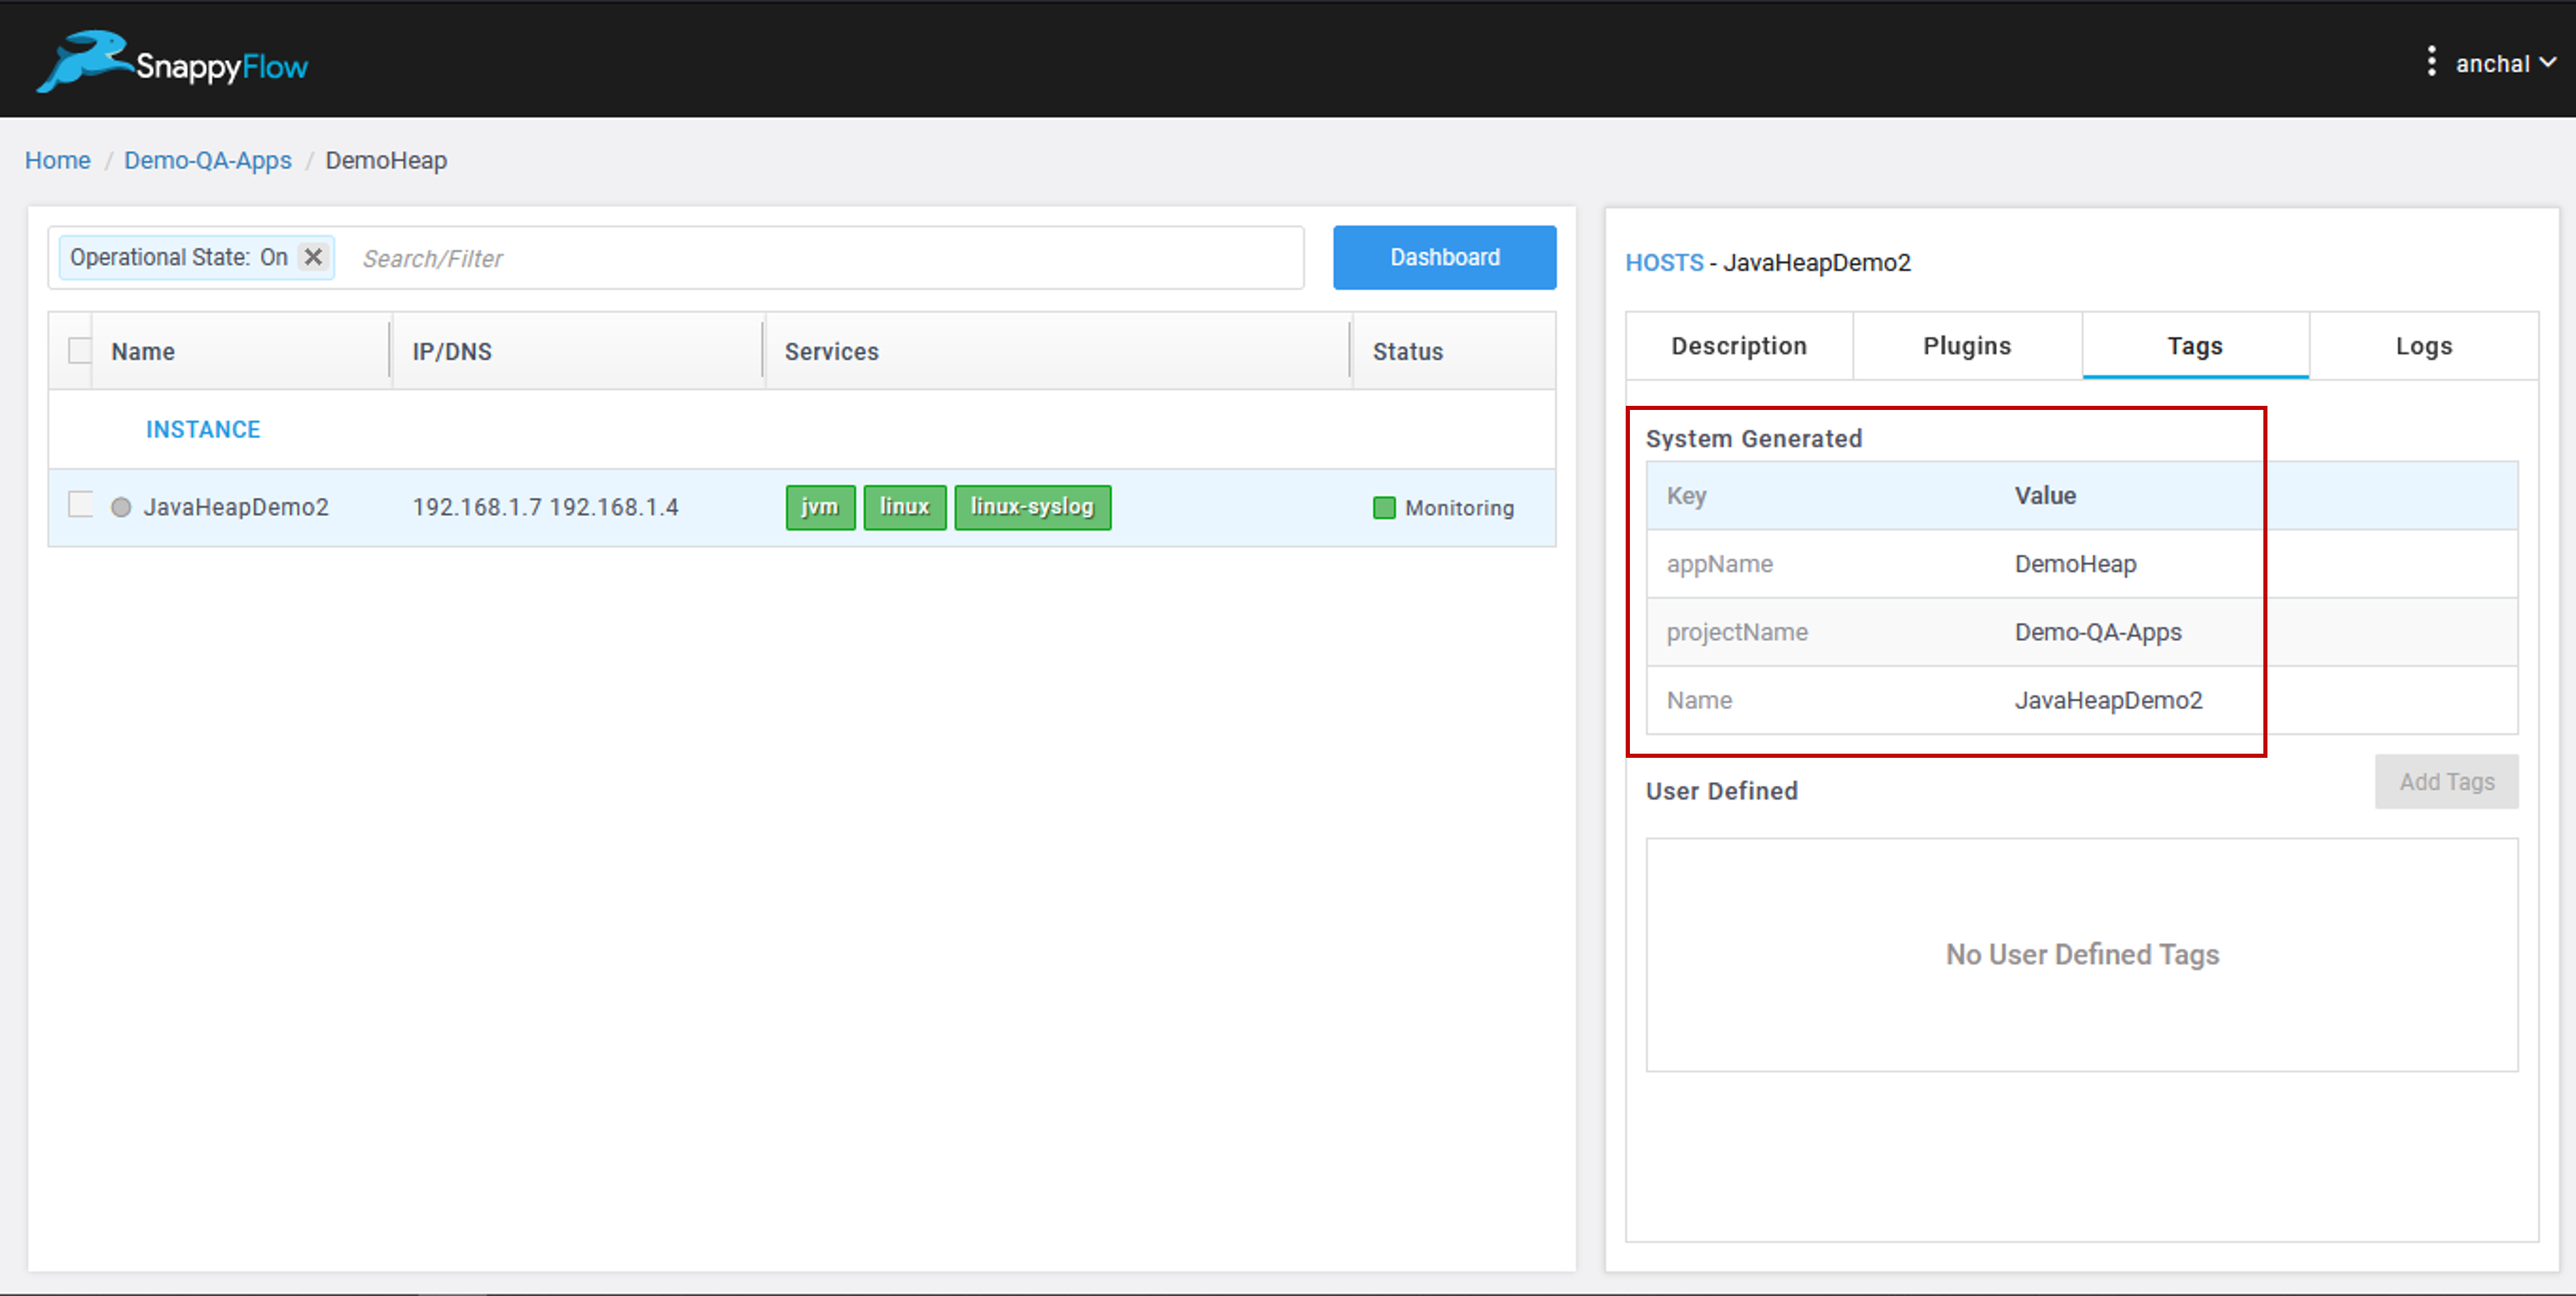 SnappyFlow
anchal
Home / Demo-QA-Apps / DemoHeap
Operational State: On
Search/Filter
Dashboard
Name IP/DNS Services Status
INSTANCE
JavaHeapDemo2 192.168.1.7 192.168.1.4 jvm linux linux-syslog Monitoring
HOSTS - JavaHeapDemo2
Description Plugins Tags Logs
System Generated
Key Value
appName DemoHeap
projectName Demo-QA-Apps
Name JavaHeapDemo2
User Defined
Add Tags
No User Defined Tags